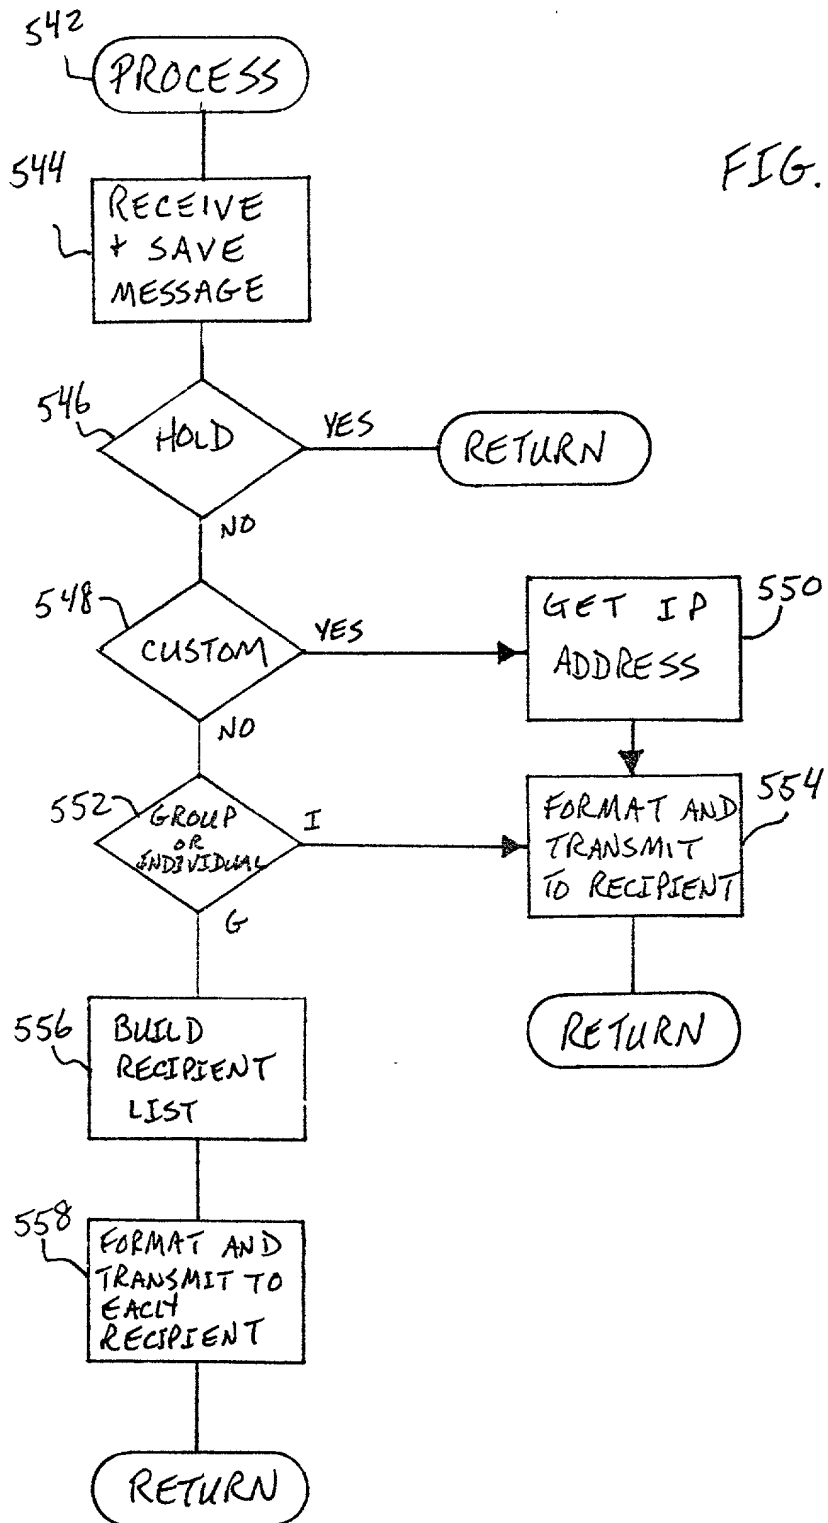 542
PROCESS
FIG.
544
RECEIVE
+ SAVE
MESSAGE
546
HOLD
YES
RETURN
NO
548
CUSTOM
YES
GET IP
ADDRESS
550
NO
552
GROUP
OR
INDIVIDUAL
I
FORMAT AND
TRANSMIT
TO RECIPIENT
554
G
RETURN
556
BUILD
RECIPIENT
LIST
558
FORMAT AND
TRANSMIT TO
EACH
RECIPIENT
RETURN